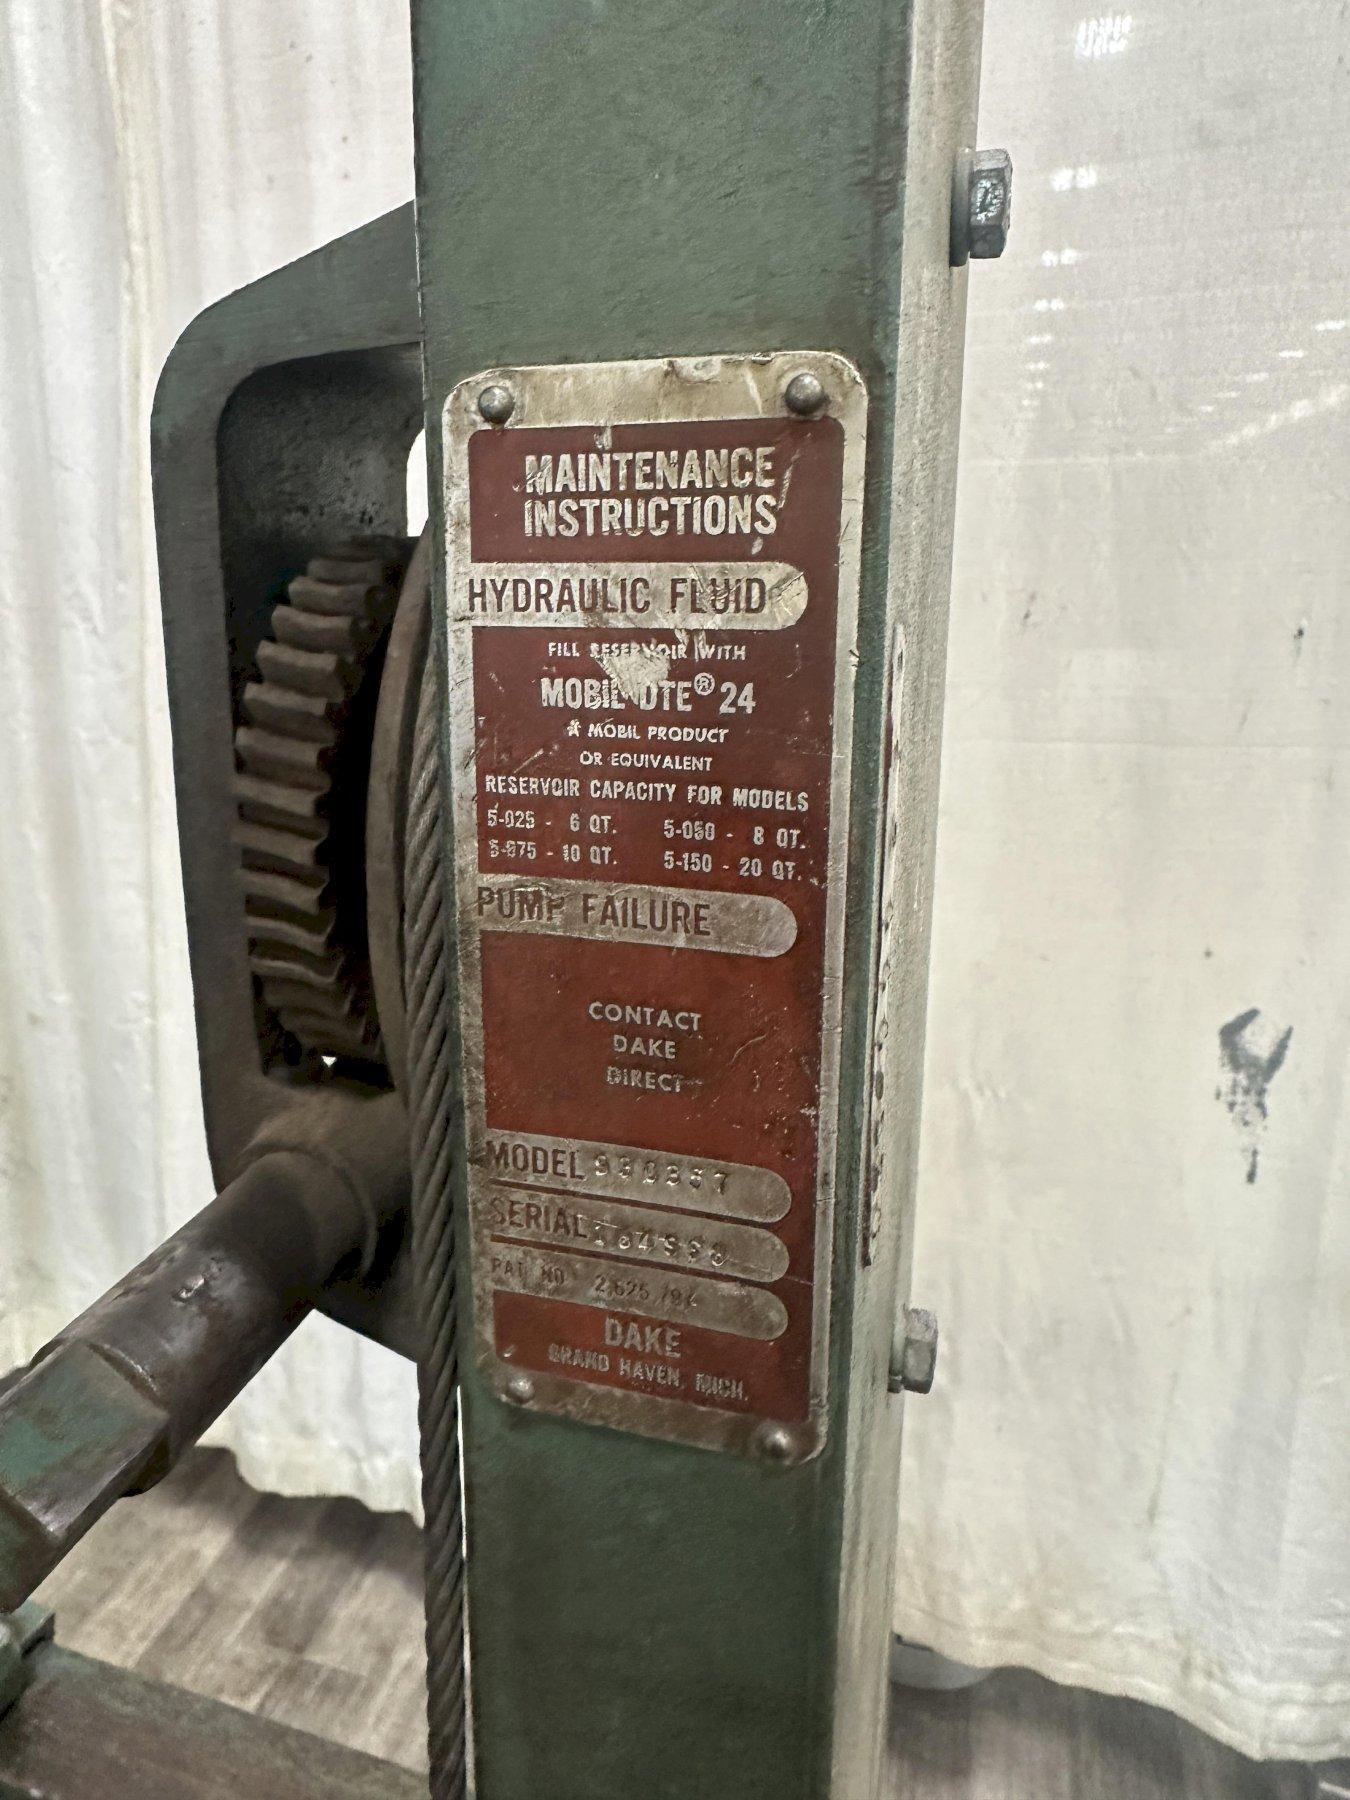 MAINTENANCE
INSTRUCTIONS
HYDRAULIC FLUID
FILL RESERVOIR WITH
MOBIL DTE® 24
A MOBIL PRODUCT
OR EQUIVALENT
RESERVOIR CAPACITY FOR MODELS
5-025 - 6 QT. 5-050 - 8 QT.
5-075 - 10 QT. 5-150 - 20 QT.
PUMP FAILURE
CONTACT
DAKE
DIRECT
MODEL
SERIAL
PAT NO
DAKE
GRAND HAVEN, MICH.